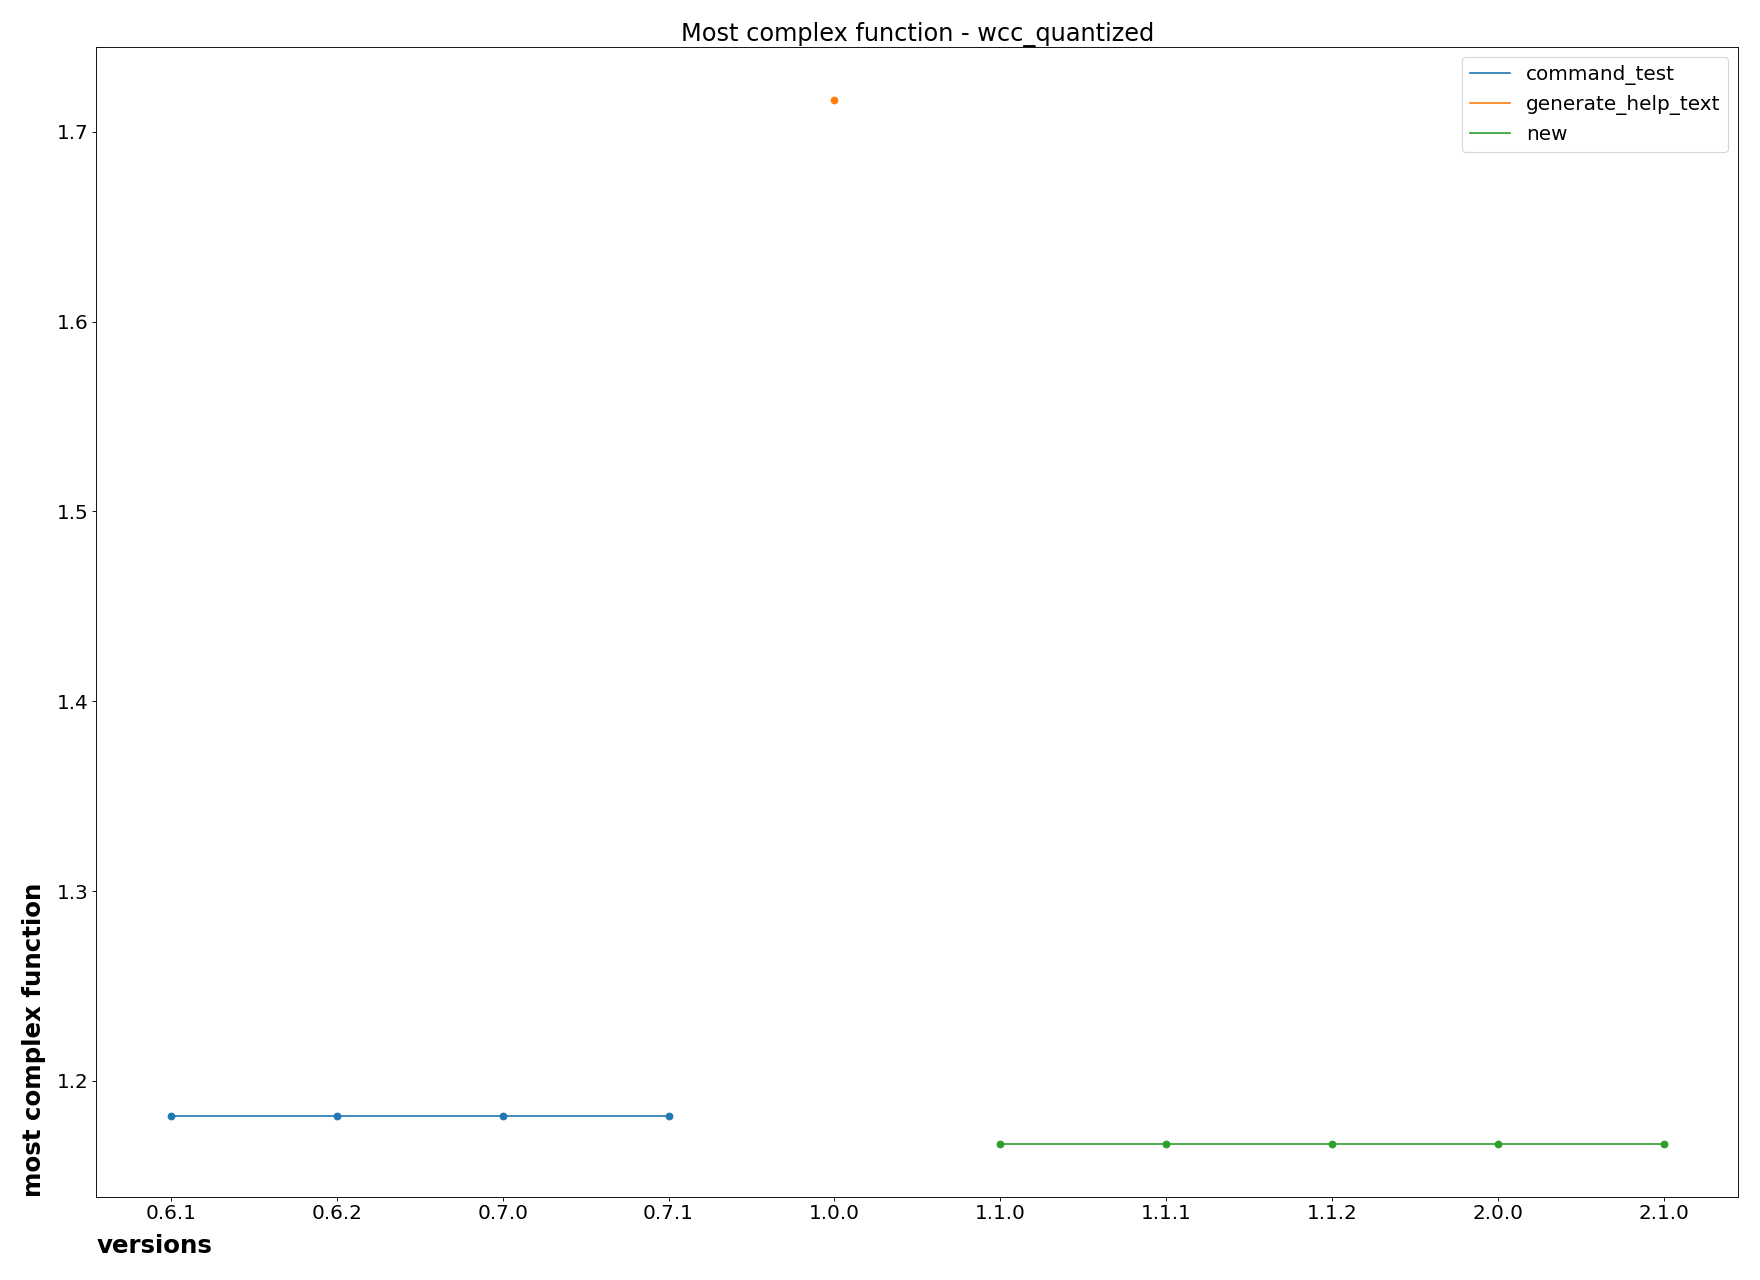 Most complex function - wcc_quantized
command_test
generate_help_text
new
1.7
1.6
1.5
1.4
1.3
1.2
most complex function
0.6.1 0.6.2 0.7.0 0.7.1 1.0.0 1.1.0 1.1.1 1.1.2 2.0.0 2.1.0
versions